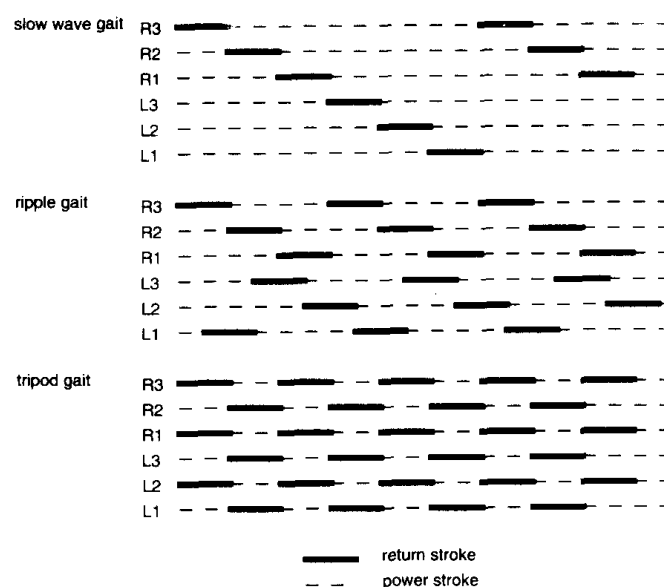 slow wave gait
R3
R2
R1
L3
L2
L1
ripple gait
R3
R2
R1
L3
L2
L1
tripod gait
R3
R2
R1
L3
L2
L1
return stroke
power stroke